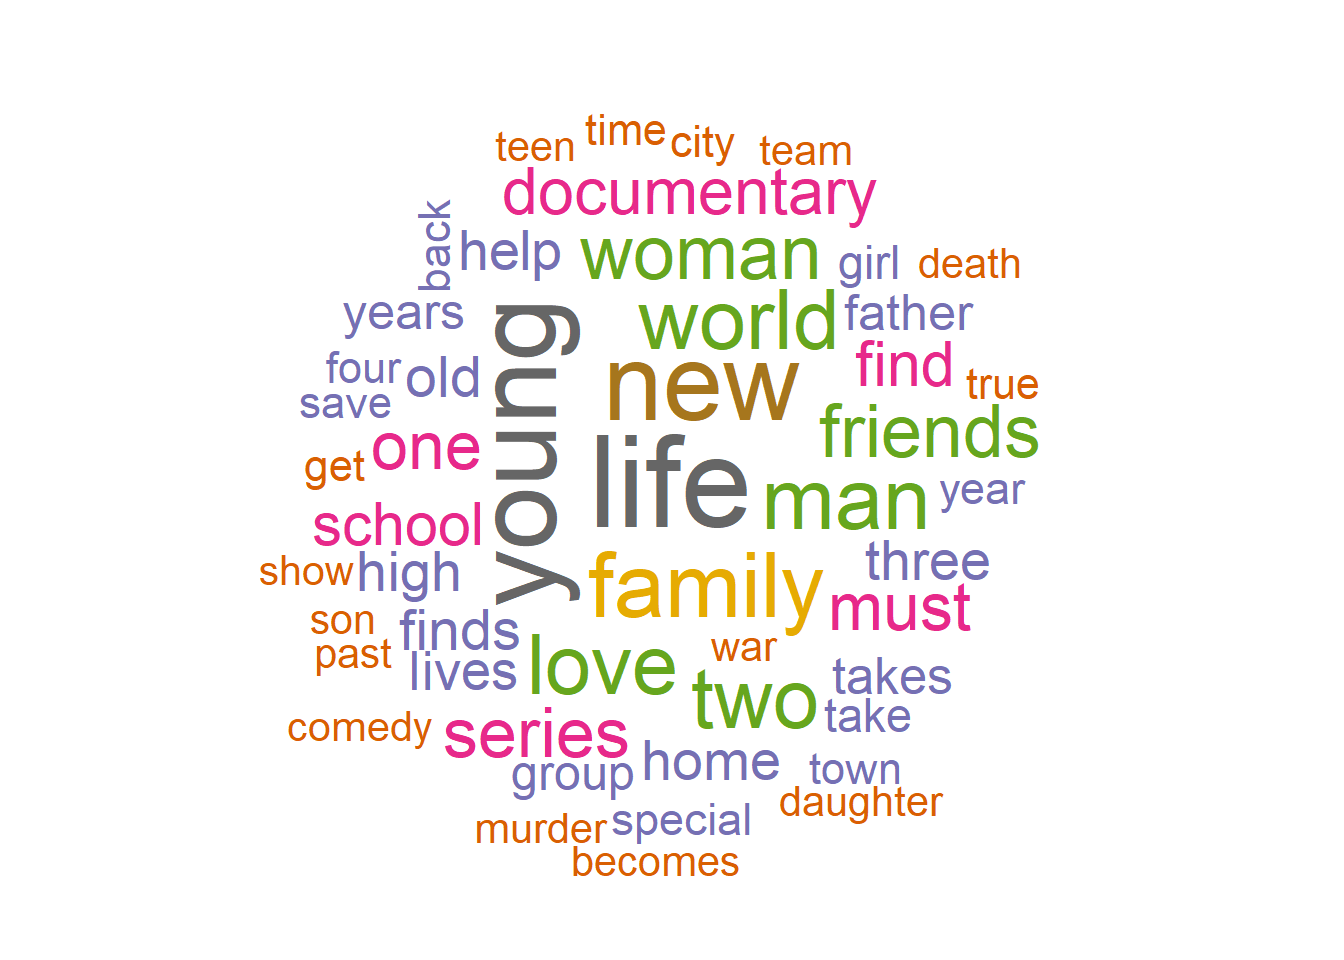 teen time city team
documentary
back help woman girl death
years young world father
four old new find true
save
one friends
get life man year
school
show high family three
must
son finds
past lives love war takes
two take
comedy series
group home town
daughter
murder special
becomes